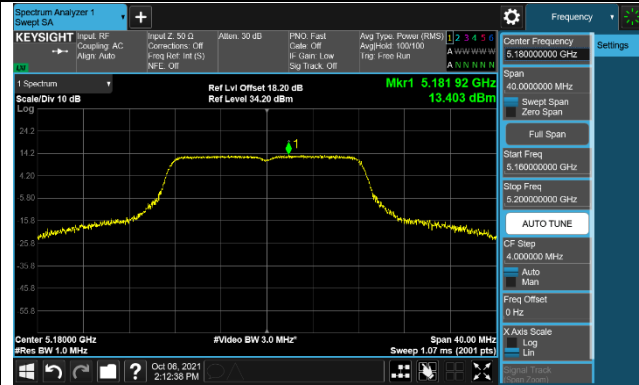 Spectrum Analyzer 1
Swept SA
Frequency
KEYSIGHT
Input: RF
Coupling: AC
Align: Auto
Input Z: 50 Ω
Corrections: Off
Freq Ref: Int (S)
NFE: Off
Atten: 30 dB
PNO: Fast
Gate: Off
IF Gain: Low
Sig Track: Off
Avg Type: Power (RMS)
Avg|Hold: 100/100
Trig: Free Run
1 2 3 4 5 6
A W W W W W
A N N N N N
LM
1 Spectrum
Scale/Div 10 dB
Log
Ref Lvl Offset 18.20 dB
Ref Level 34.20 dBm
Mkr1 5.181 92 GHz
13.403 dBm
24.2
14.2
4.20
-5.80
-15.8
-25.8
-35.8
-45.8
-55.8
1
Center 5.18000 GHz
#Res BW 1.0 MHz
#Video BW 3.0 MHz*
Span 40.00 MHz
Sweep 1.07 ms (2001 pts)
Oct 06, 2021
2:12:38 PM
Center Frequency
5.180000000 GHz
Settings
Span
40.0000000 MHz
Swept Span
Zero Span
Full Span
Start Freq
5.160000000 GHz
Stop Freq
5.200000000 GHz
AUTO TUNE
CF Step
4.000000 MHz
Auto
Man
Freq Offset
0 Hz
X Axis Scale
Log
Lin
Signal Track
(Span Zoom)